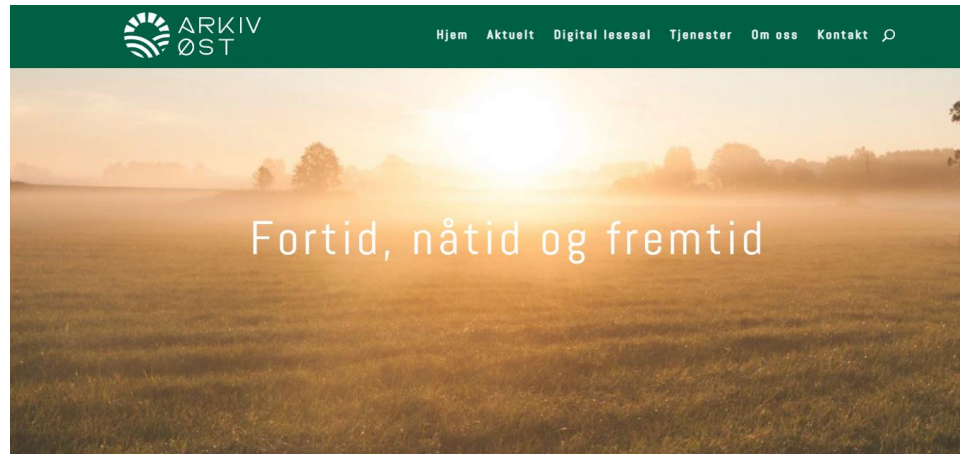 ARKIV
ØST
Hjem Aktuelt Digital lesesal Tjenester Om oss Kontakt
Fortid, nåtid og fremtid